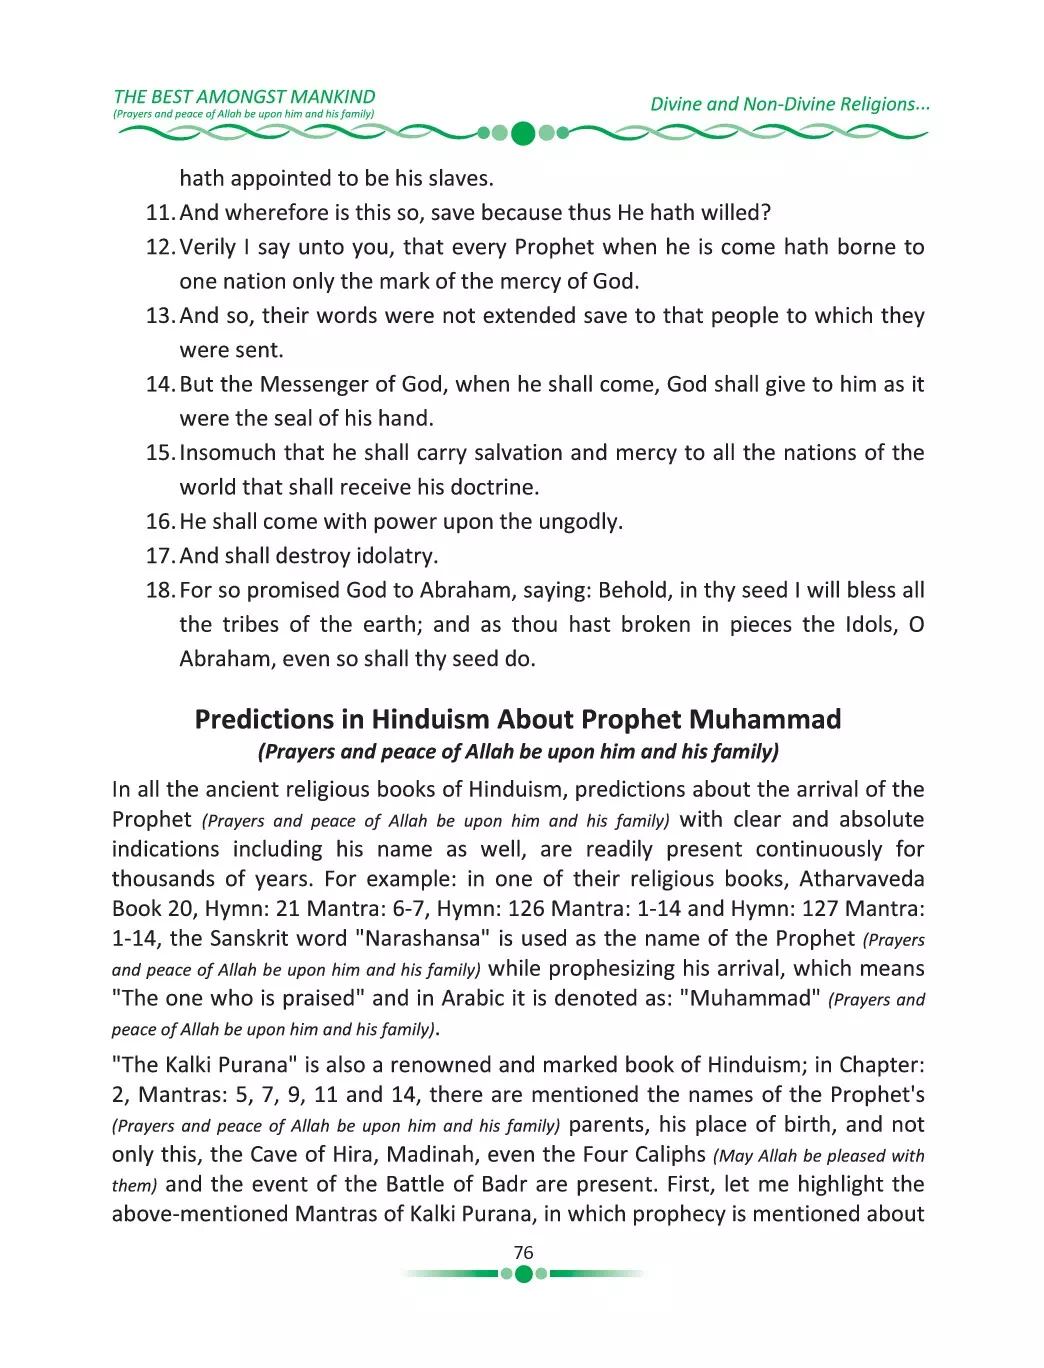 THE BEST AMONGST MANKIND
(Prayers and peace of Allah be upon him and his family)
Divine and Non-Divine Religions...
hath appointed to be his slaves.
11. And wherefore is this so, save because thus He hath willed?
12. Verily I say unto you, that every Prophet when he is come hath borne to
one nation only the mark of the mercy of God.
13. And so, their words were not extended save to that people to which they
were sent.
14. But the Messenger of God, when he shall come, God shall give to him as it
were the seal of his hand.
15. Insomuch that he shall carry salvation and mercy to all the nations of the
world that shall receive his doctrine.
16. He shall come with power upon the ungodly.
17. And shall destroy idolatry.
18. For so promised God to Abraham, saying: Behold, in thy seed I will bless all
the tribes of the earth; and as thou hast broken in pieces the Idols, O
Abraham, even so shall thy seed do.
Predictions in Hinduism About Prophet Muhammad
(Prayers and peace of Allah be upon him and his family)
In all the ancient religious books of Hinduism, predictions about the arrival of the
Prophet (Prayers and peace of Allah be upon him and his family) with clear and absolute
indications including his name as well, are readily present continuously for
thousands of years. For example: in one of their religious books, Atharvaveda
Book 20, Hymn: 21 Mantra: 6-7, Hymn: 126 Mantra: 1-14 and Hymn: 127 Mantra:
1-14, the Sanskrit word "Narashansa" is used as the name of the Prophet (Prayers
and peace of Allah be upon him and his family) while prophesizing his arrival, which means
"The one who is praised" and in Arabic it is denoted as: "Muhammad" (Prayers and
peace of Allah be upon him and his family).
"The Kalki Purana" is also a renowned and marked book of Hinduism; in Chapter:
2, Mantras: 5, 7, 9, 11 and 14, there are mentioned the names of the Prophet's
(Prayers and peace of Allah be upon him and his family) parents, his place of birth, and not
only this, the Cave of Hira, Madinah, even the Four Caliphs (May Allah be pleased with
them) and the event of the Battle of Badr are present. First, let me highlight the
above-mentioned Mantras of Kalki Purana, in which prophecy is mentioned about
76